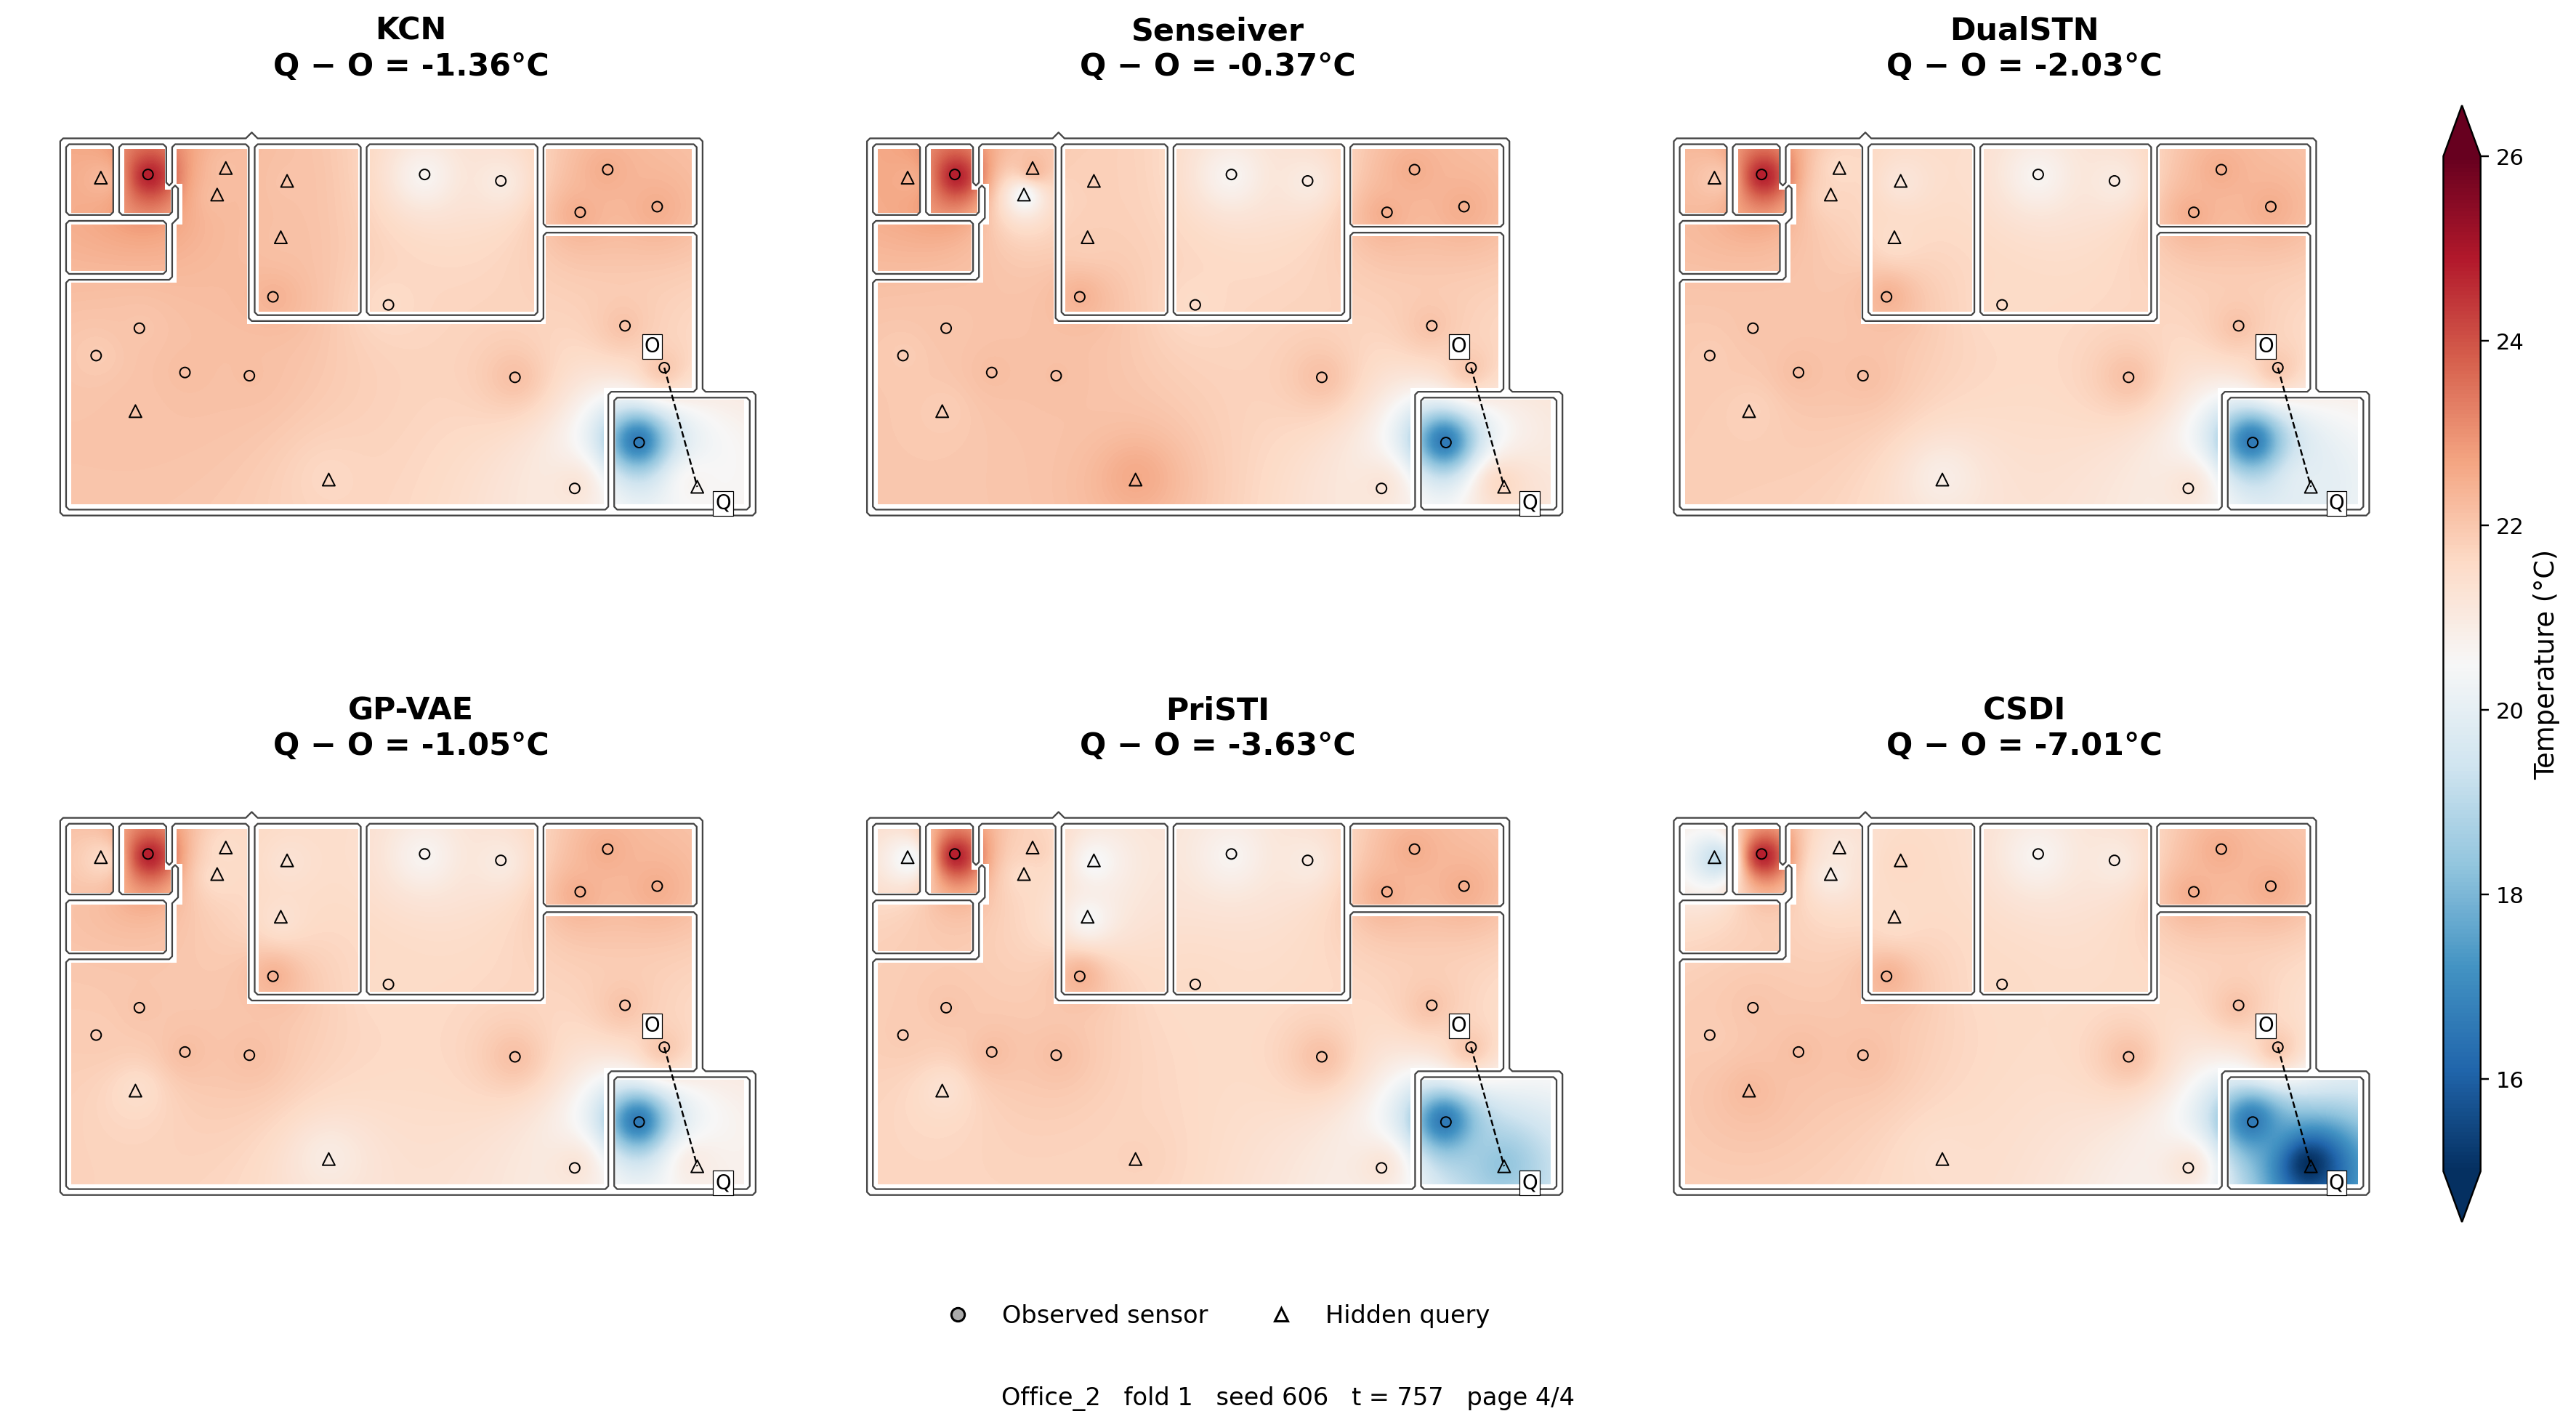 KCN
Q − O = -1.36°C
Senseiver
Q − O = -0.37°C
DualSTN
Q − O = -2.03°C
O
Q
O
Q
O
Q
GP-VAE
Q − O = -1.05°C
PriSTI
Q − O = -3.63°C
CSDI
Q − O = -7.01°C
O
Q
O
Q
O
Q
26
24
22
20
18
16
Temperature (°C)
Observed sensor
Hidden query
Office_2 fold 1 seed 606 t = 757 page 4/4